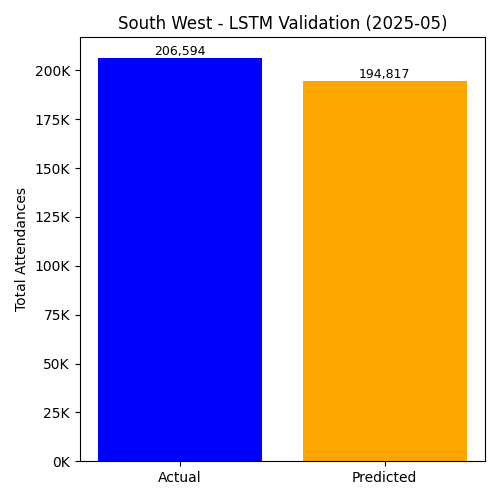 South West - LSTM Validation (2025-05)
206,594
194,817
200K
175K
150K
125K
100K
75K
50K
25K
0K
Total Attendances
Actual
Predicted